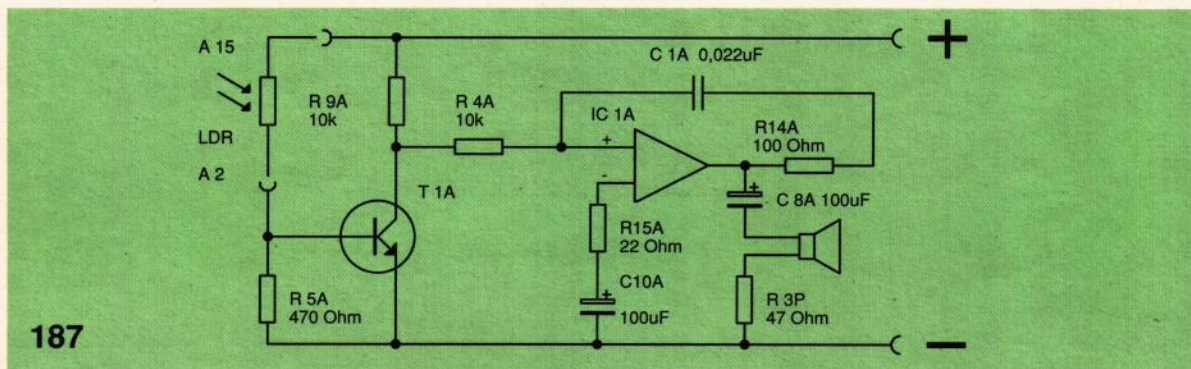 A 15
LDR
A 2
R 9A
10k
R 4A
10k
T 1A
R 5A
470 Ohm
C 1A 0,022uF
IC 1A
+
-
R14A
100 Ohm
+
C 8A 100uF
R15A
22 Ohm
C10A
+
100uF
R 3P
47 Ohm
+
−
187